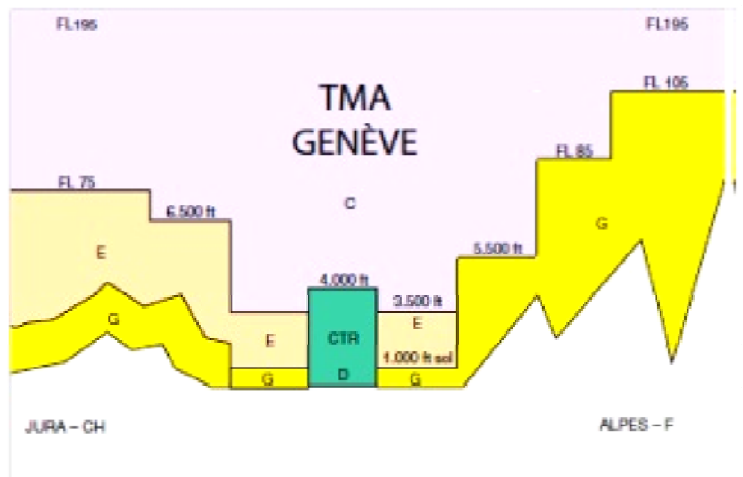 FL195
FL195
FL 105
TMA
GENÈVE
FL 85
FL 75
6.500 ft
C
G
E
5.500 ft
4.000 ft
3.500 ft
G
E
E
CTR
1.000 ft sol
G
D
G
JURA – CH
ALPES – F